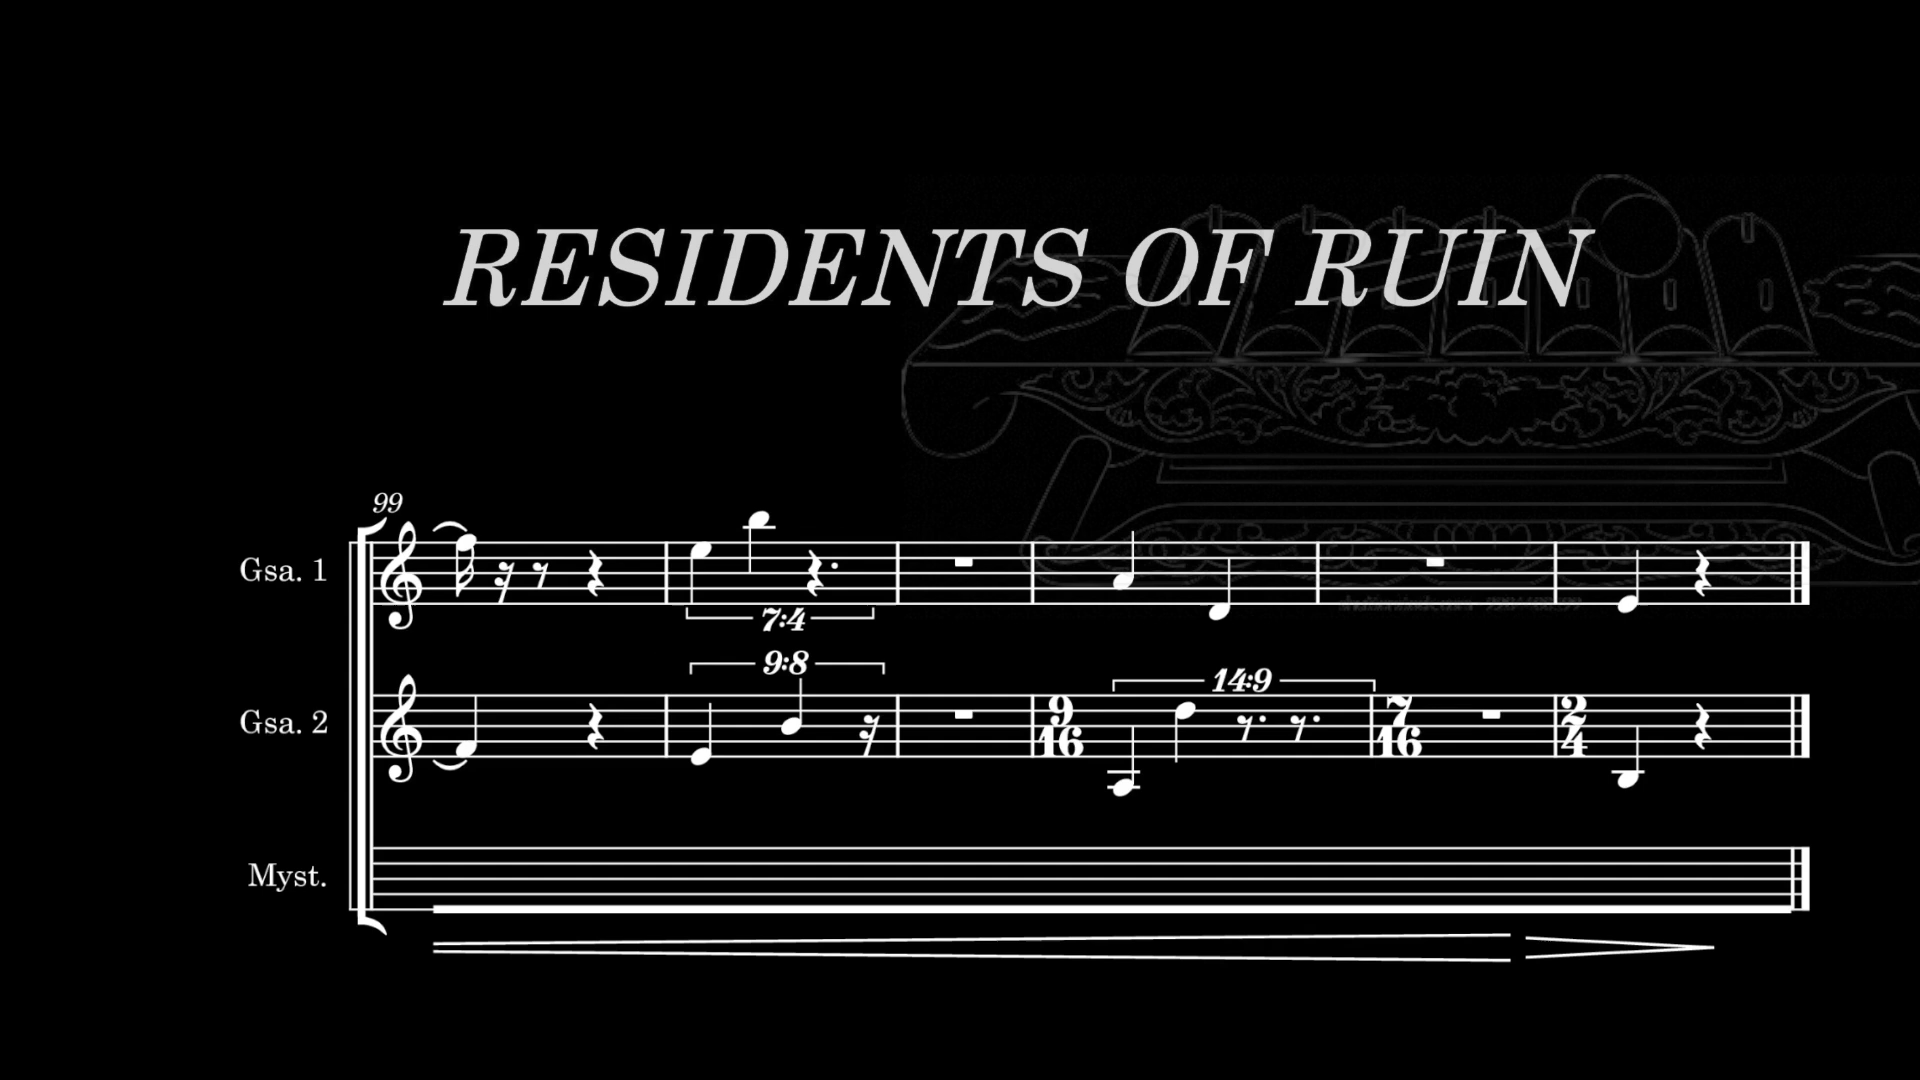 RESIDENTS OF RUIN
99
Gsa. 1
7:4
9:8
14:9
Gsa. 2
9
16
7
16
2
4
Myst.